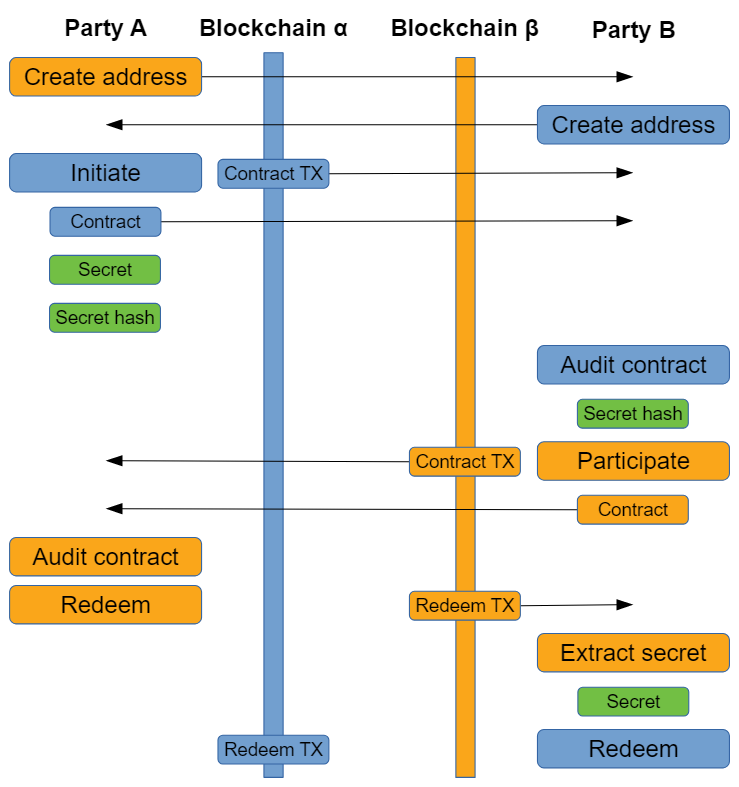 Party A
Blockchain α
Blockchain β
Party B
Create address
Create address
Initiate
Contract TX
Contract
Secret
Secret hash
Audit contract
Secret hash
Contract TX
Participate
Contract
Audit contract
Redeem
Redeem TX
Extract secret
Secret
Redeem TX
Redeem